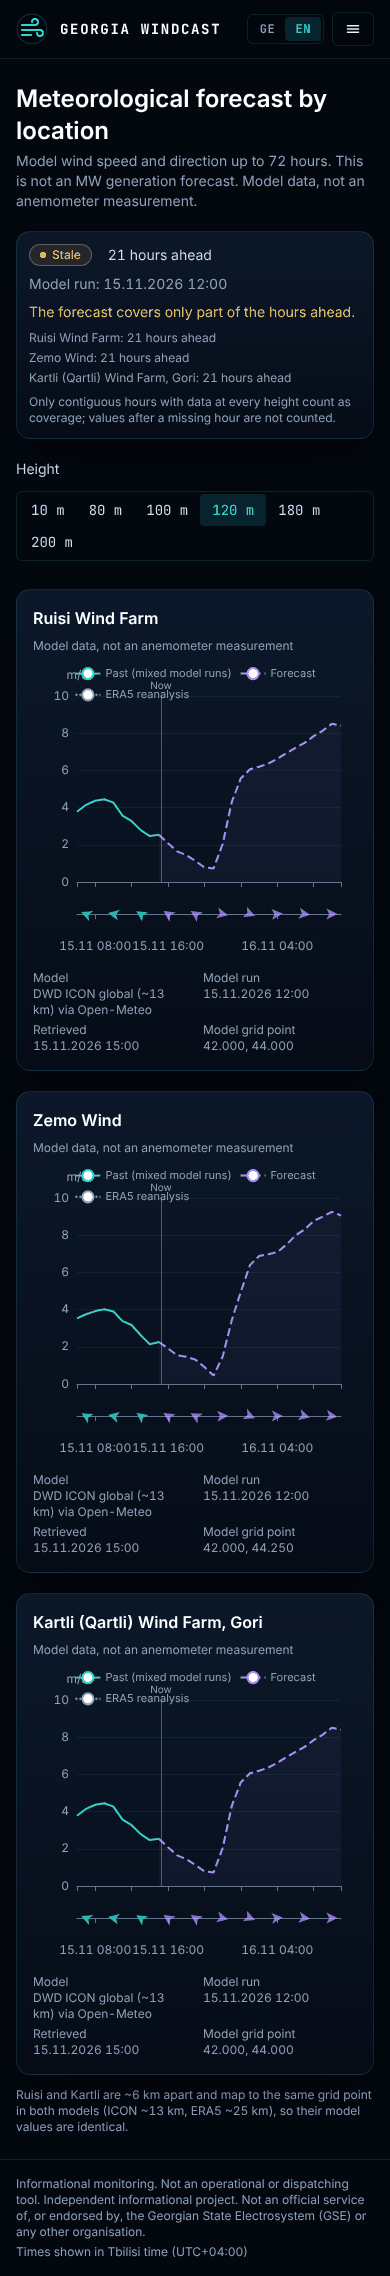 GEORGIA WINDCAST
GE EN
Meteorological forecast by
location
Model wind speed and direction up to 72 hours. This
is not an MW generation forecast. Model data, not an
anemometer measurement.
Stale 21 hours ahead
Model run: 15.11.2026 12:00
The forecast covers only part of the hours ahead.
Ruisi Wind Farm: 21 hours ahead
Zemo Wind: 21 hours ahead
Kartli (Qartli) Wind Farm, Gori: 21 hours ahead
Only contiguous hours with data at every height count as
coverage; values after a missing hour are not counted.
Height
10 m 80 m 100 m 120 m 180 m
200 m
Ruisi Wind Farm
Model data, not an anemometer measurement
Past (mixed model runs) Forecast
Now
10 ERA5 reanalysis
8
6
4
2
0
15.11 08:00 15.11 16:00 16.11 04:00
Model Model run
DWD ICON global (~13 15.11.2026 12:00
km) via Open-Meteo
Retrieved Model grid point
15.11.2026 15:00 42.000, 44.000
Zemo Wind
Model data, not an anemometer measurement
Past (mixed model runs) Forecast
Now
10 ERA5 reanalysis
8
6
4
2
0
15.11 08:00 15.11 16:00 16.11 04:00
Model Model run
DWD ICON global (~13 15.11.2026 12:00
km) via Open-Meteo
Retrieved Model grid point
15.11.2026 15:00 42.000, 44.250
Kartli (Qartli) Wind Farm, Gori
Model data, not an anemometer measurement
Past (mixed model runs) Forecast
Now
10 ERA5 reanalysis
8
6
4
2
0
15.11 08:00 15.11 16:00 16.11 04:00
Model Model run
DWD ICON global (~13 15.11.2026 12:00
km) via Open-Meteo
Retrieved Model grid point
15.11.2026 15:00 42.000, 44.000
Ruisi and Kartli are ~6 km apart and map to the same grid point
in both models (ICON ~13 km, ERA5 ~25 km), so their model
values are identical.
Informational monitoring. Not an operational or dispatching
tool. Independent informational project. Not an official service
of, or endorsed by, the Georgian State Electrosystem (GSE) or
any other organisation.
Times shown in Tbilisi time (UTC+04:00)